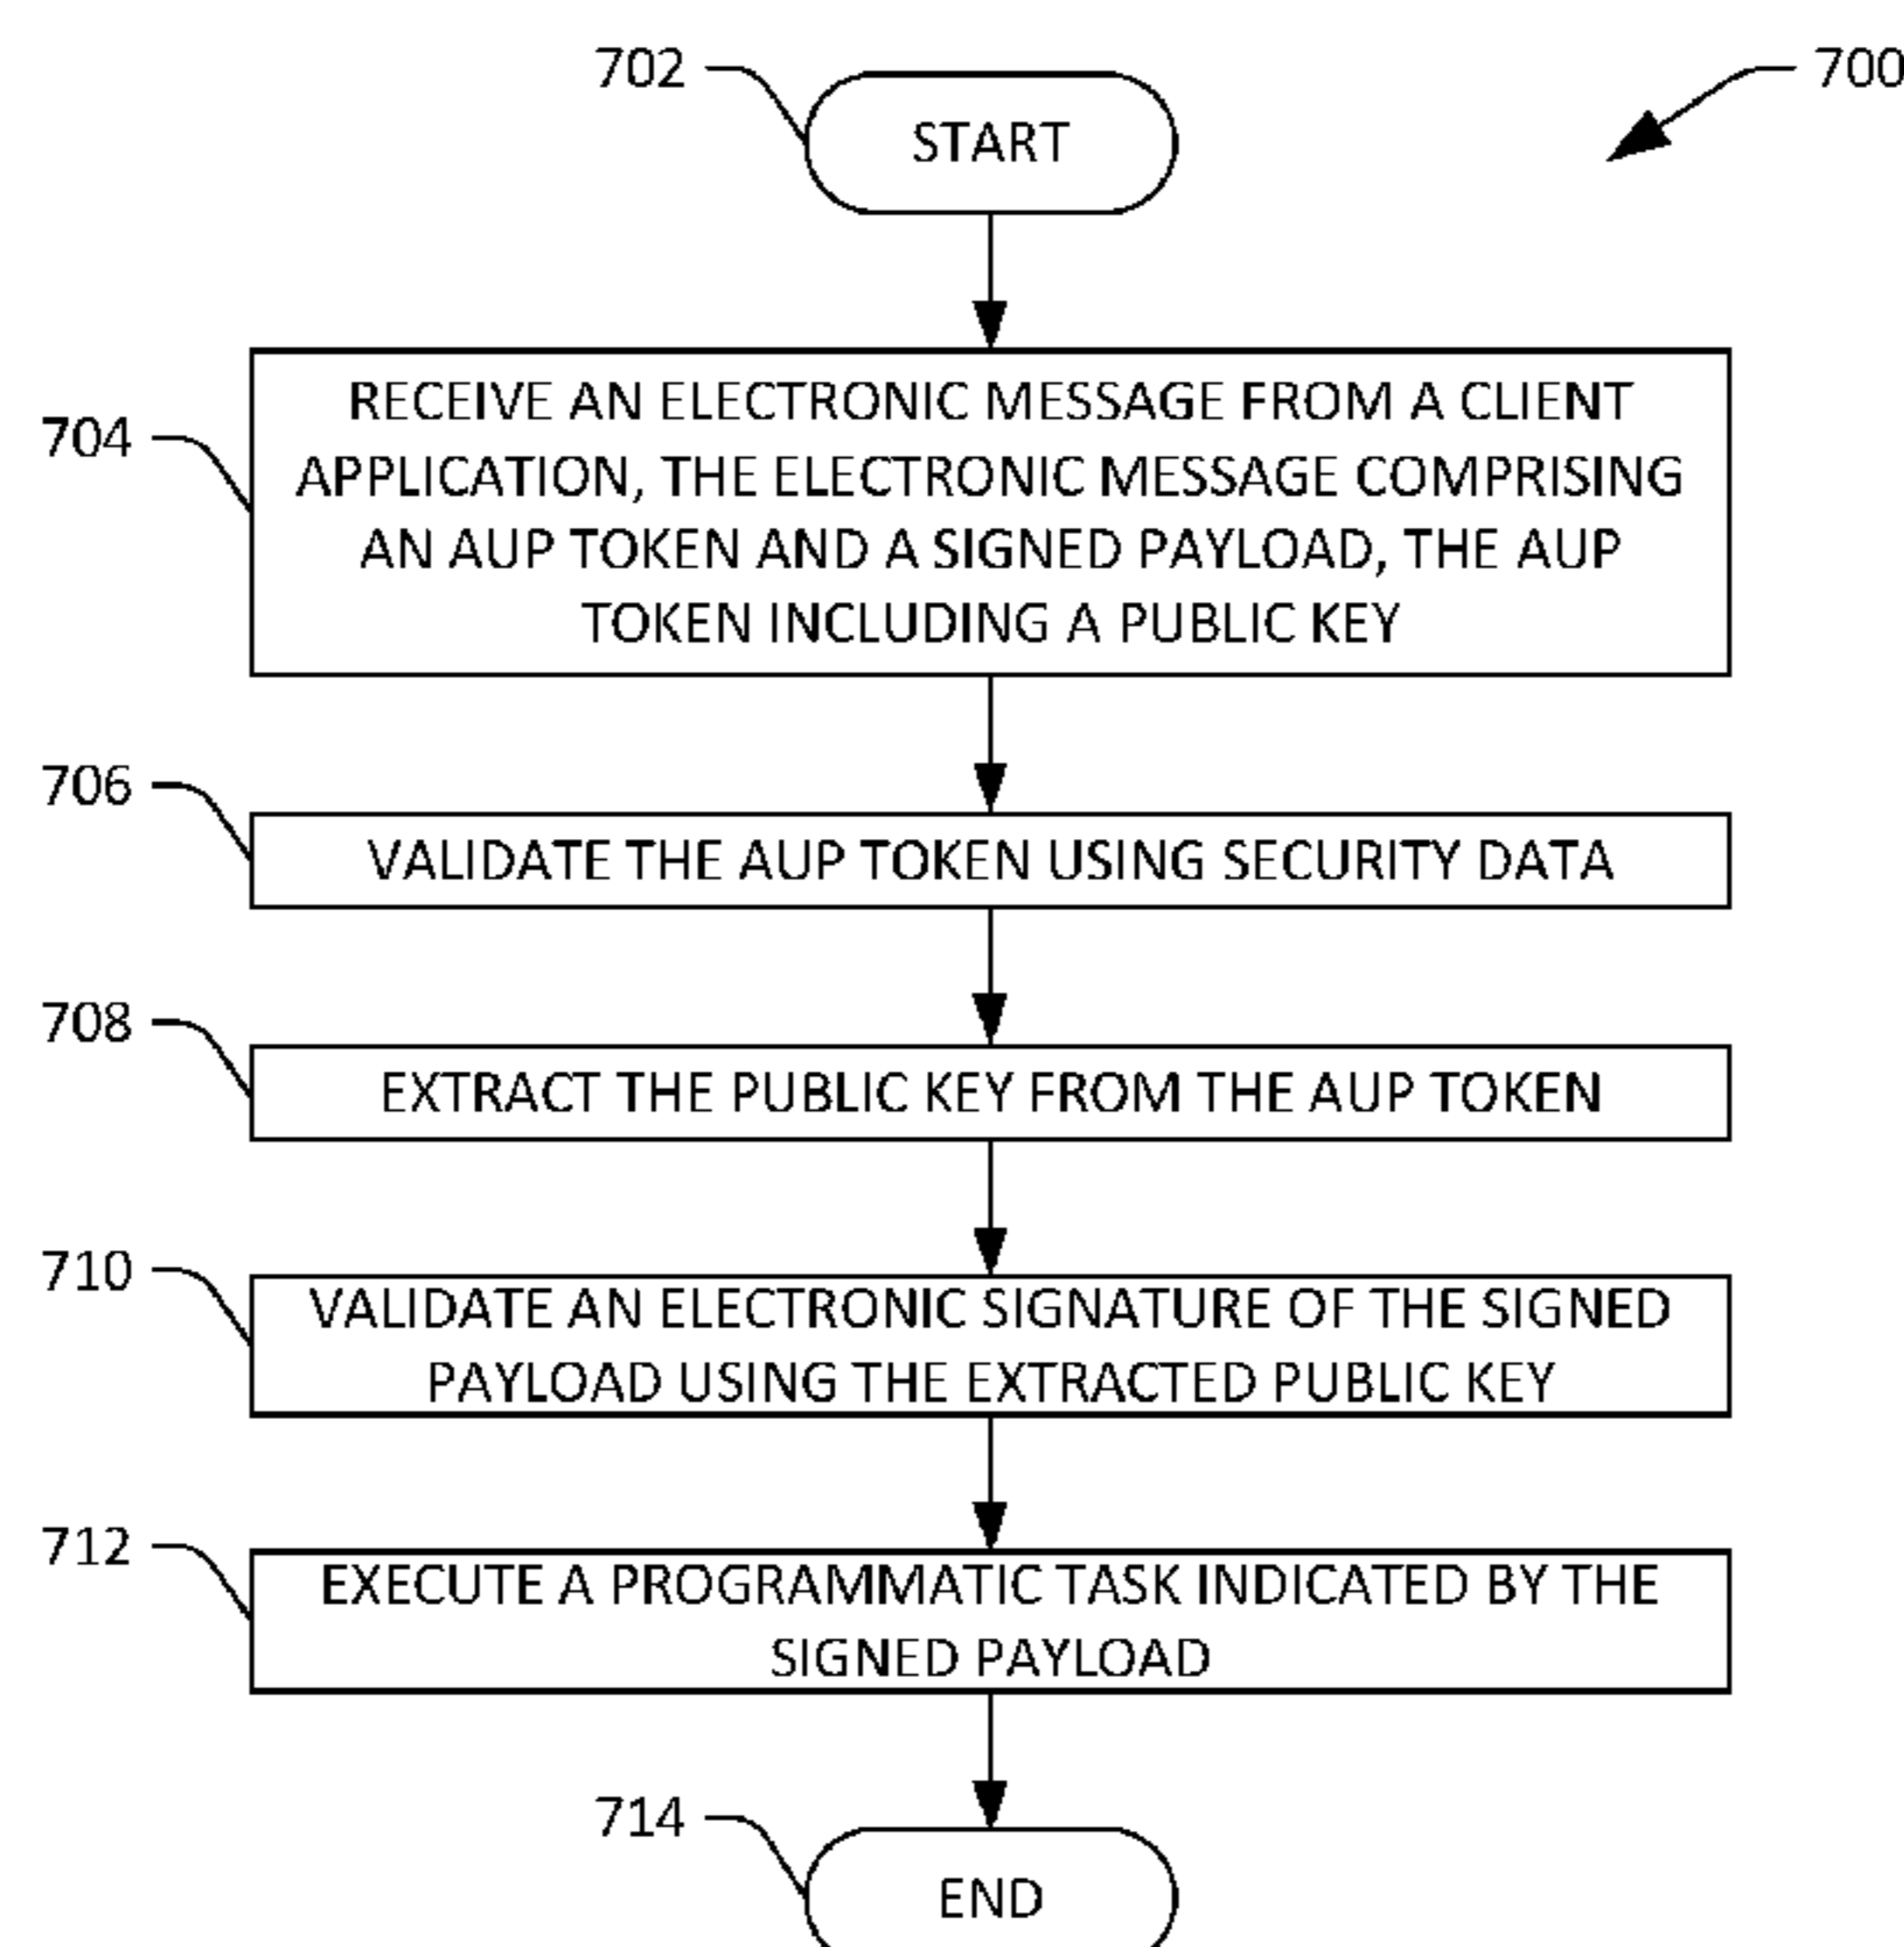 702
START
700
704
RECEIVE AN ELECTRONIC MESSAGE FROM A CLIENT
APPLICATION, THE ELECTRONIC MESSAGE COMPRISING
AN AUP TOKEN AND A SIGNED PAYLOAD, THE AUP
TOKEN INCLUDING A PUBLIC KEY
706
VALIDATE THE AUP TOKEN USING SECURITY DATA
708
EXTRACT THE PUBLIC KEY FROM THE AUP TOKEN
710
VALIDATE AN ELECTRONIC SIGNATURE OF THE SIGNED
PAYLOAD USING THE EXTRACTED PUBLIC KEY
712
EXECUTE A PROGRAMMATIC TASK INDICATED BY THE
SIGNED PAYLOAD
714
END